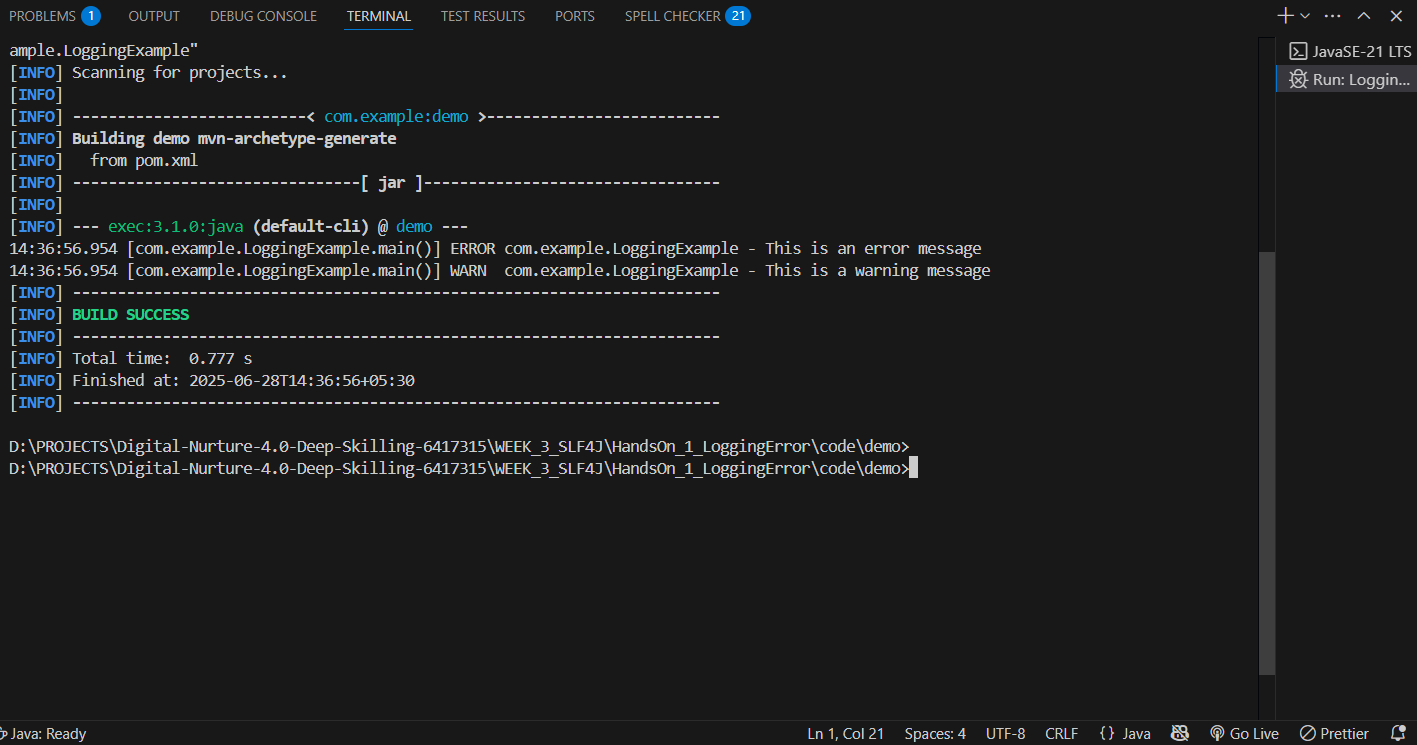 PROBLEMS 1 OUTPUT DEBUG CONSOLE TERMINAL TEST RESULTS PORTS SPELL CHECKER 21
JavaSE-21 LTS
Run: Loggin...
ample.LoggingExample"
[INFO] Scanning for projects...
[INFO]
[INFO] --------------------------< com.example:demo >--------------------------
[INFO] Building demo mvn-archetype-generate
[INFO]   from pom.xml
[INFO] --------------------------------[ jar ]---------------------------------
[INFO]
[INFO] --- exec:3.1.0:java (default-cli) @ demo ---
14:36:56.954 [com.example.LoggingExample.main()] ERROR com.example.LoggingExample - This is an error message
14:36:56.954 [com.example.LoggingExample.main()] WARN  com.example.LoggingExample - This is a warning message
[INFO] ------------------------------------------------------------------------
[INFO] BUILD SUCCESS
[INFO] ------------------------------------------------------------------------
[INFO] Total time:  0.777 s
[INFO] Finished at: 2025-06-28T14:36:56+05:30
[INFO] ------------------------------------------------------------------------
D:\PROJECTS\Digital-Nurture-4.0-Deep-Skilling-6417315\WEEK_3_SLF4J\HandsOn_1_LoggingError\code\demo>
D:\PROJECTS\Digital-Nurture-4.0-Deep-Skilling-6417315\WEEK_3_SLF4J\HandsOn_1_LoggingError\code\demo>
Java: Ready Ln 1, Col 21 Spaces: 4 UTF-8 CRLF {} Java Go Live Prettier